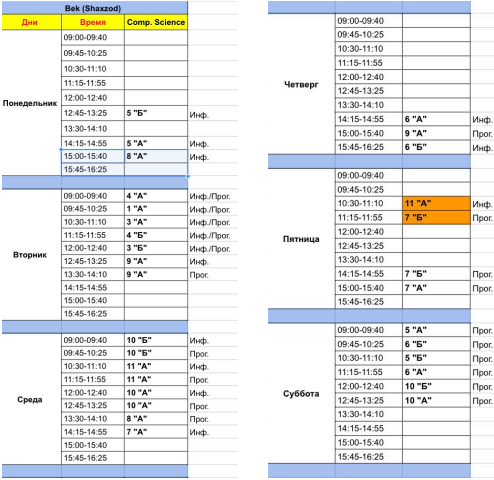 Bek (Shaxzod)
Дни Время Comp. Science
Понедельник
09:00-09:40
09:45-10:25
10:30-11:10
11:15-11:55
12:00-12:40
12:45-13:25 5 "Б" Инф.
13:30-14:10
14:15-14:55 5 "А" Инф.
15:00-15:40 8 "А" Инф.
15:45-16:25
Вторник
09:00-09:40 4 "А" Инф./Прог.
09:45-10:25 1 "А" Инф./Прог.
10:30-11:10 3 "А" Инф./Прог.
11:15-11:55 4 "Б" Инф./Прог.
12:00-12:40 3 "Б" Инф./Прог.
12:45-13:25 9 "А" Инф.
13:30-14:10 9 "А" Прог.
14:15-14:55
15:00-15:40
15:45-16:25
Среда
09:00-09:40 10 "Б" Инф.
09:45-10:25 10 "Б" Прог.
10:30-11:10 11 "А" Инф.
11:15-11:55 11 "А" Прог.
12:00-12:40 10 "А" Инф.
12:45-13:25 10 "А" Прог.
13:30-14:10 8 "А" Прог.
14:15-14:55 7 "А" Инф.
15:00-15:40
15:45-16:25
Четверг
09:00-09:40
09:45-10:25
10:30-11:10
11:15-11:55
12:00-12:40
12:45-13:25
13:30-14:10
14:15-14:55 6 "А" Инф.
15:00-15:40 9 "А" Прог.
15:45-16:25 6 "Б" Инф.
Пятница
09:00-09:40
09:45-10:25
10:30-11:10 11 "А" Инф.
11:15-11:55 7 "Б" Прог.
12:00-12:40
12:45-13:25
13:30-14:10
14:15-14:55 7 "Б" Прог.
15:00-15:40 7 "А" Прог.
15:45-16:25
Суббота
09:00-09:40 5 "А" Прог.
09:45-10:25 6 "Б" Прог.
10:30-11:10 5 "Б" Прог.
11:15-11:55 6 "А" Прог.
12:00-12:40 10 "Б" Прог.
12:45-13:25 10 "А" Прог.
13:30-14:10
14:15-14:55
15:00-15:40
15:45-16:25